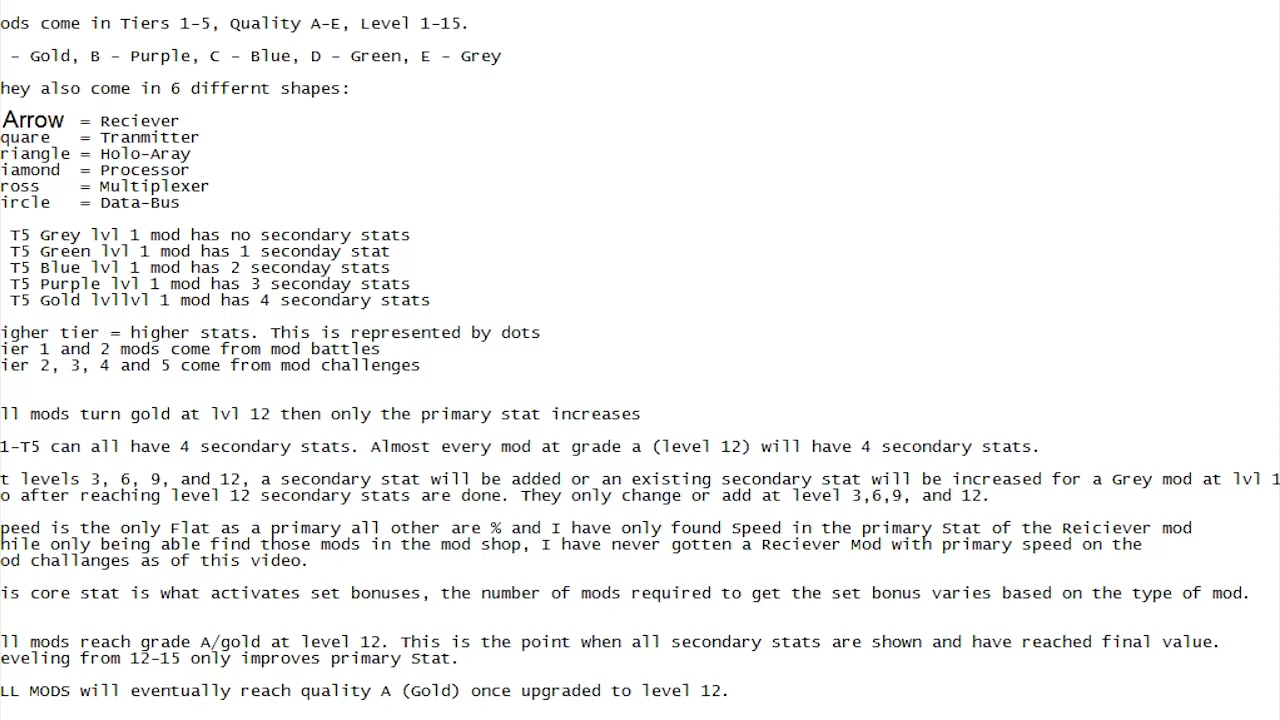 ods come in Tiers 1-5, Quality A-E, Level 1-15.
- Gold, B - Purple, C - Blue, D - Green, E - Grey
hey also come in 6 differnt shapes:
Arrow = Reciever
quare = Tranmitter
riangle = Holo-Aray
iamond = Processor
ross = Multiplexer
ircle = Data-Bus
T5 Grey lvl 1 mod has no secondary stats
T5 Green lvl 1 mod has 1 seconday stat
T5 Blue lvl 1 mod has 2 seconday stats
T5 Purple lvl 1 mod has 3 seconday stats
T5 Gold lvllvl 1 mod has 4 secondary stats
igher tier = higher stats. This is represented by dots
ier 1 and 2 mods come from mod battles
ier 2, 3, 4 and 5 come from mod challenges
ll mods turn gold at lvl 12 then only the primary stat increases
1-T5 can all have 4 secondary stats. Almost every mod at grade a (level 12) will have 4 secondary stats.
t levels 3, 6, 9, and 12, a secondary stat will be added or an existing secondary stat will be increased for a Grey mod at lvl 1
o after reaching level 12 secondary stats are done. They only change or add at level 3,6,9, and 12.
peed is the only Flat as a primary all other are % and I have only found Speed in the primary Stat of the Reiciever mod
hile only being able find those mods in the mod shop, I have never gotten a Reciever Mod with primary speed on the
od challanges as of this video.
is core stat is what activates set bonuses, the number of mods required to get the set bonus varies based on the type of mod.
ll mods reach grade A/gold at level 12. This is the point when all secondary stats are shown and have reached final value.
eveling from 12-15 only improves primary Stat.
LL MODS will eventually reach quality A (Gold) once upgraded to level 12.